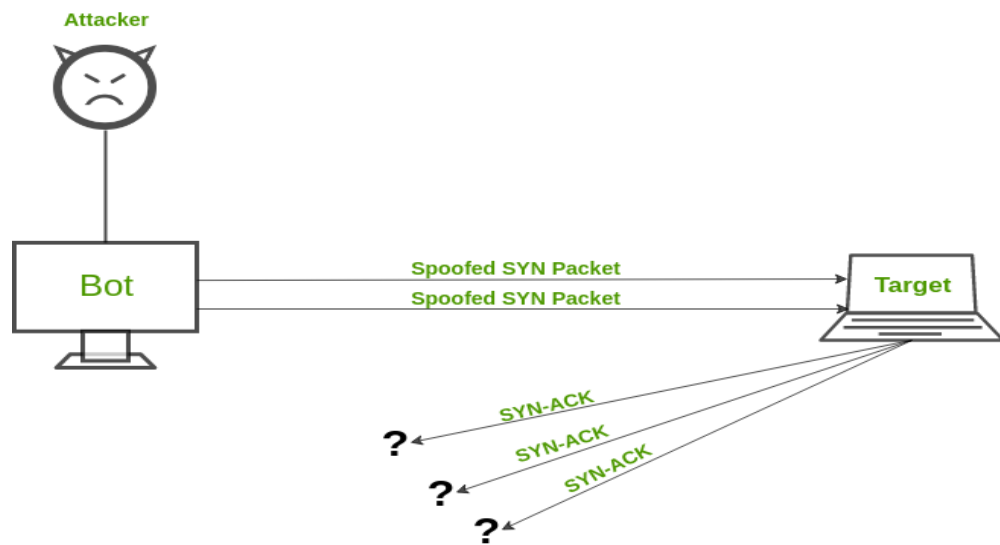 Attacker
Bot
Spoofed SYN Packet
Spoofed SYN Packet
Target
SYN-ACK
?
SYN-ACK
?
SYN-ACK
?